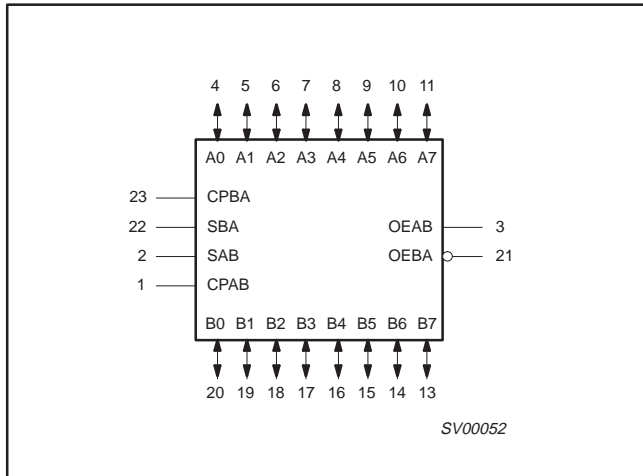 4 5 6 7 8 9 10 11
A0 A1 A2 A3 A4 A5 A6 A7
23 CPBA
22 SBA OEAB 3
2 SAB OEBA 21
1 CPAB
B0 B1 B2 B3 B4 B5 B6 B7
20 19 18 17 16 15 14 13
SV00052